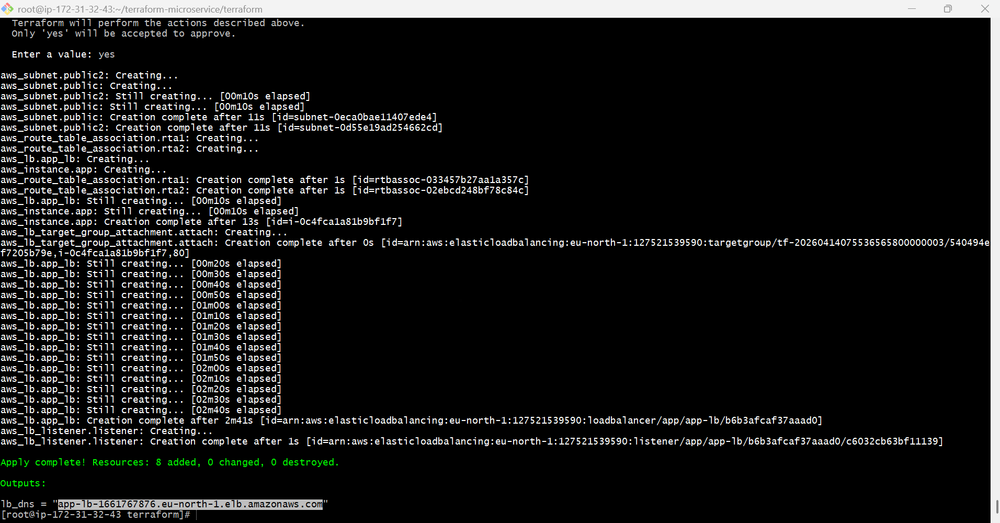 root@ip-172-31-32-43:~/terraform-microservice/terraform
Terraform will perform the actions described above.
Only 'yes' will be accepted to approve.
Enter a value: yes
aws_subnet.public2: Creating...
aws_subnet.public: Creating...
aws_subnet.public2: Still creating... [00m10s elapsed]
aws_subnet.public: Still creating... [00m10s elapsed]
aws_subnet.public: Creation complete after 11s [id=subnet-0eca0bae11407ede4]
aws_subnet.public2: Creation complete after 11s [id=subnet-0d55e19ad254662cd]
aws_route_table_association.rta1: Creating...
aws_route_table_association.rta2: Creating...
aws_lb.app_lb: Creating...
aws_instance.app: Creating...
aws_route_table_association.rta1: Creation complete after 1s [id=rtbassoc-033457b27aa1a357c]
aws_route_table_association.rta2: Creation complete after 1s [id=rtbassoc-02ebcd248bf78c84c]
aws_lb.app_lb: Still creating... [00m10s elapsed]
aws_instance.app: Still creating... [00m10s elapsed]
aws_instance.app: Creation complete after 13s [id=i-0c4fca1a81b9bf1f7]
aws_lb_target_group_attachment.attach: Creating...
aws_lb_target_group_attachment.attach: Creation complete after 0s [id=arn:aws:elasticloadbalancing:eu-north-1:127521539590:targetgroup/tf-20260414075536565800000003/540494e
f7205b79e,i-0c4fca1a81b9bf1f7,80]
aws_lb.app_lb: Still creating... [00m20s elapsed]
aws_lb.app_lb: Still creating... [00m30s elapsed]
aws_lb.app_lb: Still creating... [00m40s elapsed]
aws_lb.app_lb: Still creating... [00m50s elapsed]
aws_lb.app_lb: Still creating... [01m00s elapsed]
aws_lb.app_lb: Still creating... [01m10s elapsed]
aws_lb.app_lb: Still creating... [01m20s elapsed]
aws_lb.app_lb: Still creating... [01m30s elapsed]
aws_lb.app_lb: Still creating... [01m40s elapsed]
aws_lb.app_lb: Still creating... [01m50s elapsed]
aws_lb.app_lb: Still creating... [02m00s elapsed]
aws_lb.app_lb: Still creating... [02m10s elapsed]
aws_lb.app_lb: Still creating... [02m20s elapsed]
aws_lb.app_lb: Still creating... [02m30s elapsed]
aws_lb.app_lb: Still creating... [02m40s elapsed]
aws_lb.app_lb: Creation complete after 2m41s [id=arn:aws:elasticloadbalancing:eu-north-1:127521539590:loadbalancer/app/app-lb/b6b3afcaf37aaad0]
aws_lb_listener.listener: Creating...
aws_lb_listener.listener: Creation complete after 1s [id=arn:aws:elasticloadbalancing:eu-north-1:127521539590:listener/app/app-lb/b6b3afcaf37aaad0/c6032cb63bf11139]
Apply complete! Resources: 8 added, 0 changed, 0 destroyed.
Outputs:
lb_dns = "app-lb-1661767876.eu-north-1.elb.amazonaws.com"
[root@ip-172-31-32-43 terraform]#